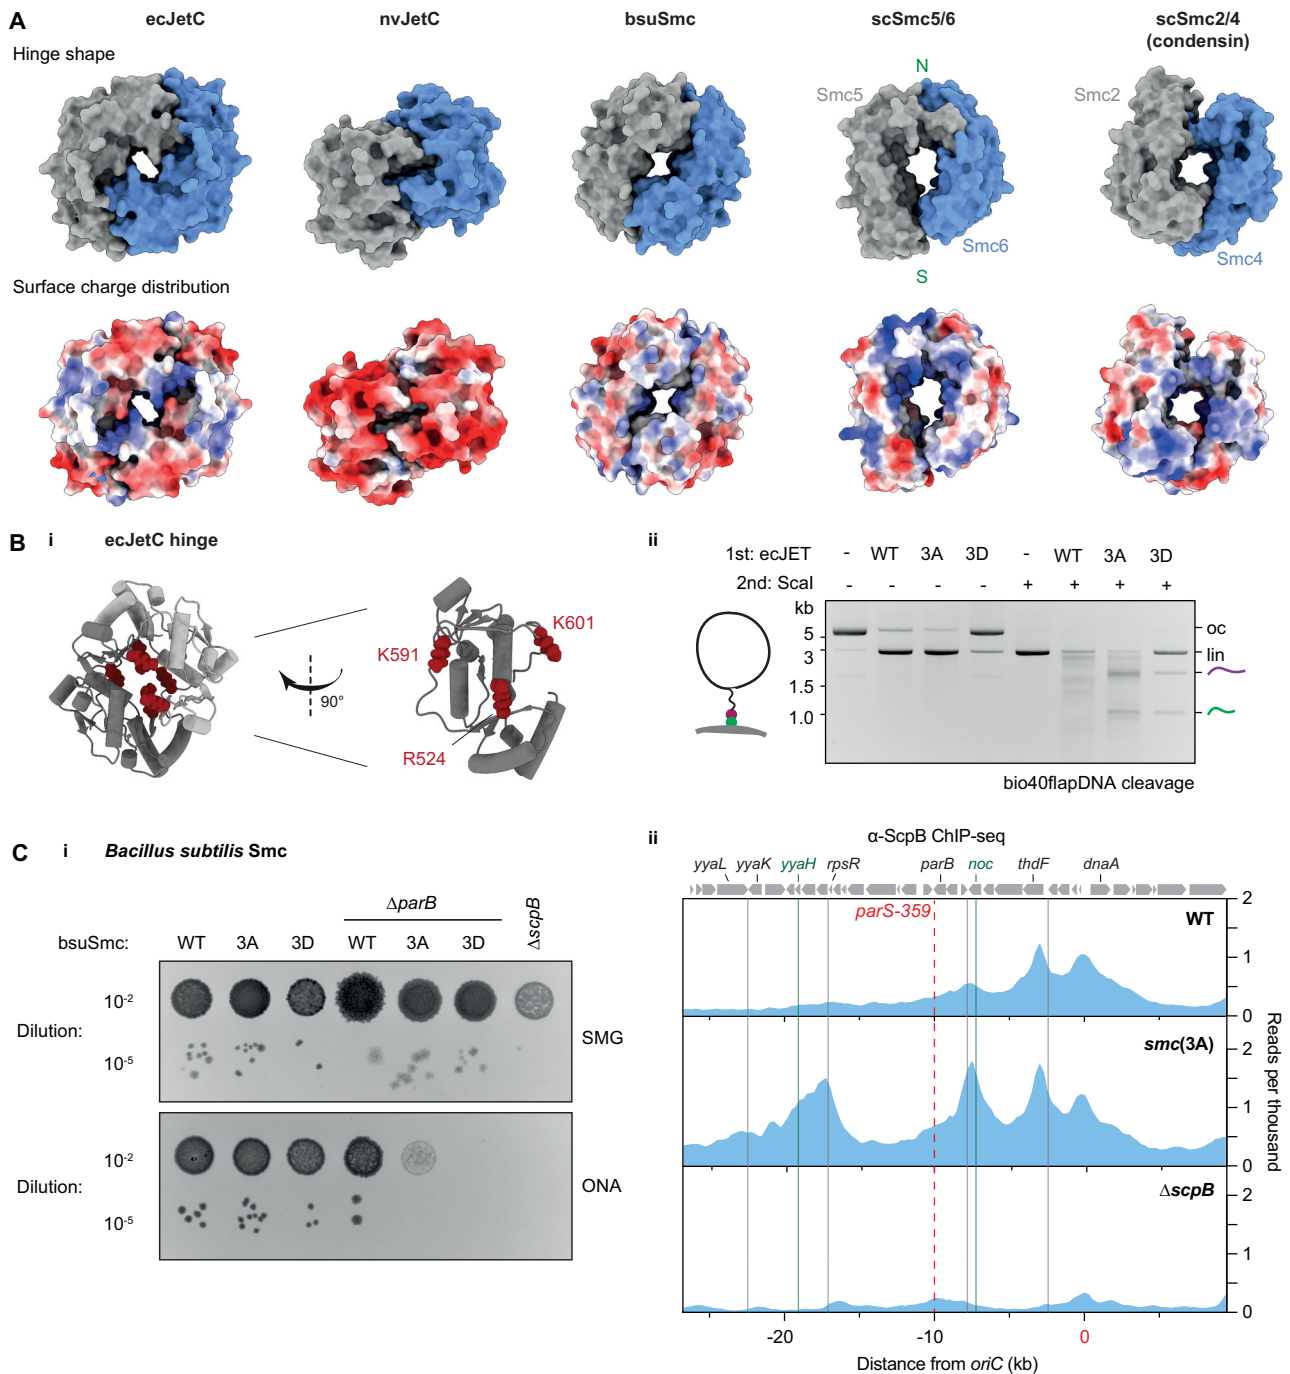 A
ecJetC nvJetC bsuSmc scSmc5/6 scSmc2/4
(condensin)
Hinge shape
N
Smc5
Smc6
S
Smc2
Smc4
Surface charge distribution
B i ecJetC hinge
90°
K601
K591
R524
ii
1st: ecJET - WT 3A 3D - WT 3A 3D
2nd: ScaI - - - - + + + +
kb
5
3
1.5
1.0
oc
lin
bio40flapDNA cleavage
C i Bacillus subtilis Smc
ΔparB
ΔscpB
bsuSmc: WT 3A 3D WT 3A 3D
10-2
Dilution:
10-5
SMG
10-2
Dilution:
10-5
ONA
ii
α-ScpB ChIP-seq
yyaL yyaK yyaH rpsR parB noc thdF dnaA
parS-359
WT
2
1
0
smc(3A)
2
1
0
ΔscpB
2
1
0
Reads per thousand
-20 -10 0
Distance from oriC (kb)